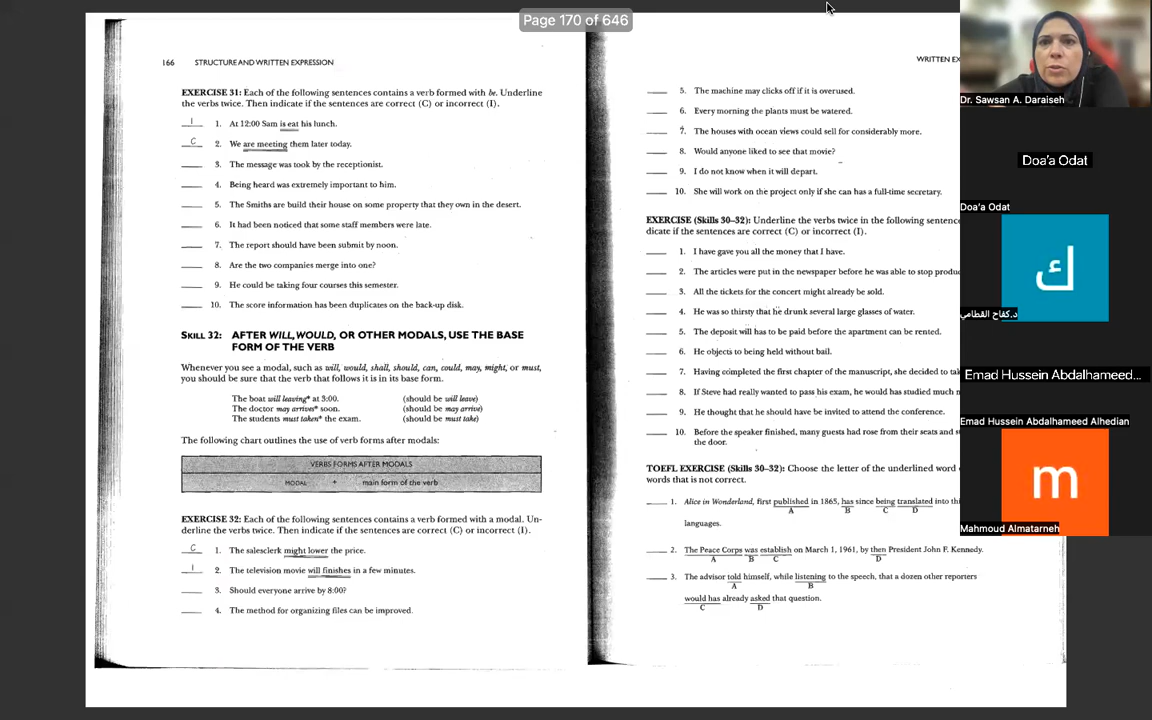 Page 170 of 646
166 STRUCTURE AND WRITTEN EXPRESSION
EXERCISE 31: Each of the following sentences contains a verb formed with be. Underline
the verbs twice. Then indicate if the sentences are correct (C) or incorrect (I).
I 1. At 12:00 Sam is eat his lunch.
C 2. We are meeting them later today.
3. The message was took by the receptionist.
4. Being heard was extremely important to him.
5. The Smiths are build their house on some property that they own in the desert.
6. It had been noticed that some staff members were late.
7. The report should have been submit by noon.
8. Are the two companies merge into one?
9. He could be taking four courses this semester.
10. The score information has been duplicates on the back-up disk.
SKILL 32: AFTER WILL, WOULD, OR OTHER MODALS, USE THE BASE
FORM OF THE VERB
Whenever you see a modal, such as will, would, shall, should, can, could, may, might, or must,
you should be sure that the verb that follows it is in its base form.
The boat will leaving* at 3:00. (should be will leave)
The doctor may arrives* soon. (should be may arrive)
The students must taken* the exam. (should be must take)
The following chart outlines the use of verb forms after modals:
VERBS FORMS AFTER MODALS
MODAL + main form of the verb
EXERCISE 32: Each of the following sentences contains a verb formed with a modal. Un-
derline the verbs twice. Then indicate if the sentences are correct (C) or incorrect (I).
C 1. The salesclerk might lower the price.
I 2. The television movie will finishes in a few minutes.
3. Should everyone arrive by 8:00?
4. The method for organizing files can be improved.
WRITTEN EX
5. The machine may clicks off if it is overused.
6. Every morning the plants must be watered.
7. The houses with ocean views could sell for considerably more.
8. Would anyone liked to see that movie?
9. I do not know when it will depart.
10. She will work on the project only if she can has a full-time secretary.
EXERCISE (Skills 30–32): Underline the verbs twice in the following sentence
dicate if the sentences are correct (C) or incorrect (I).
1. I have gave you all the money that I have.
2. The articles were put in the newspaper before he was able to stop produ
3. All the tickets for the concert might already be sold.
4. He was so thirsty that he drunk several large glasses of water.
5. The deposit will has to be paid before the apartment can be rented.
6. He objects to being held without bail.
7. Having completed the first chapter of the manuscript, she decided to tak
8. If Steve had really wanted to pass his exam, he would has studied much m
9. He thought that he should have be invited to attend the conference.
10. Before the speaker finished, many guests had rose from their seats and s
the door.
TOEFL EXERCISE (Skills 30–32): Choose the letter of the underlined word
words that is not correct.
1. Alice in Wonderland, first published in 1865, has since being translated into thi
A B C D
languages.
2. The Peace Corps was establish on March 1, 1961, by then President John F. Kennedy.
A B C D
3. The advisor told himself, while listening to the speech, that a dozen other reporters
A B
would has already asked that question.
C D
Dr. Sawsan A. Daraiseh
Doa'a Odat
Doa'a Odat
ك
د.كفاح القطامي
Emad Hussein Abdalhameed...
Emad Hussein Abdalhameed Alhedian
m
Mahmoud Almatarneh